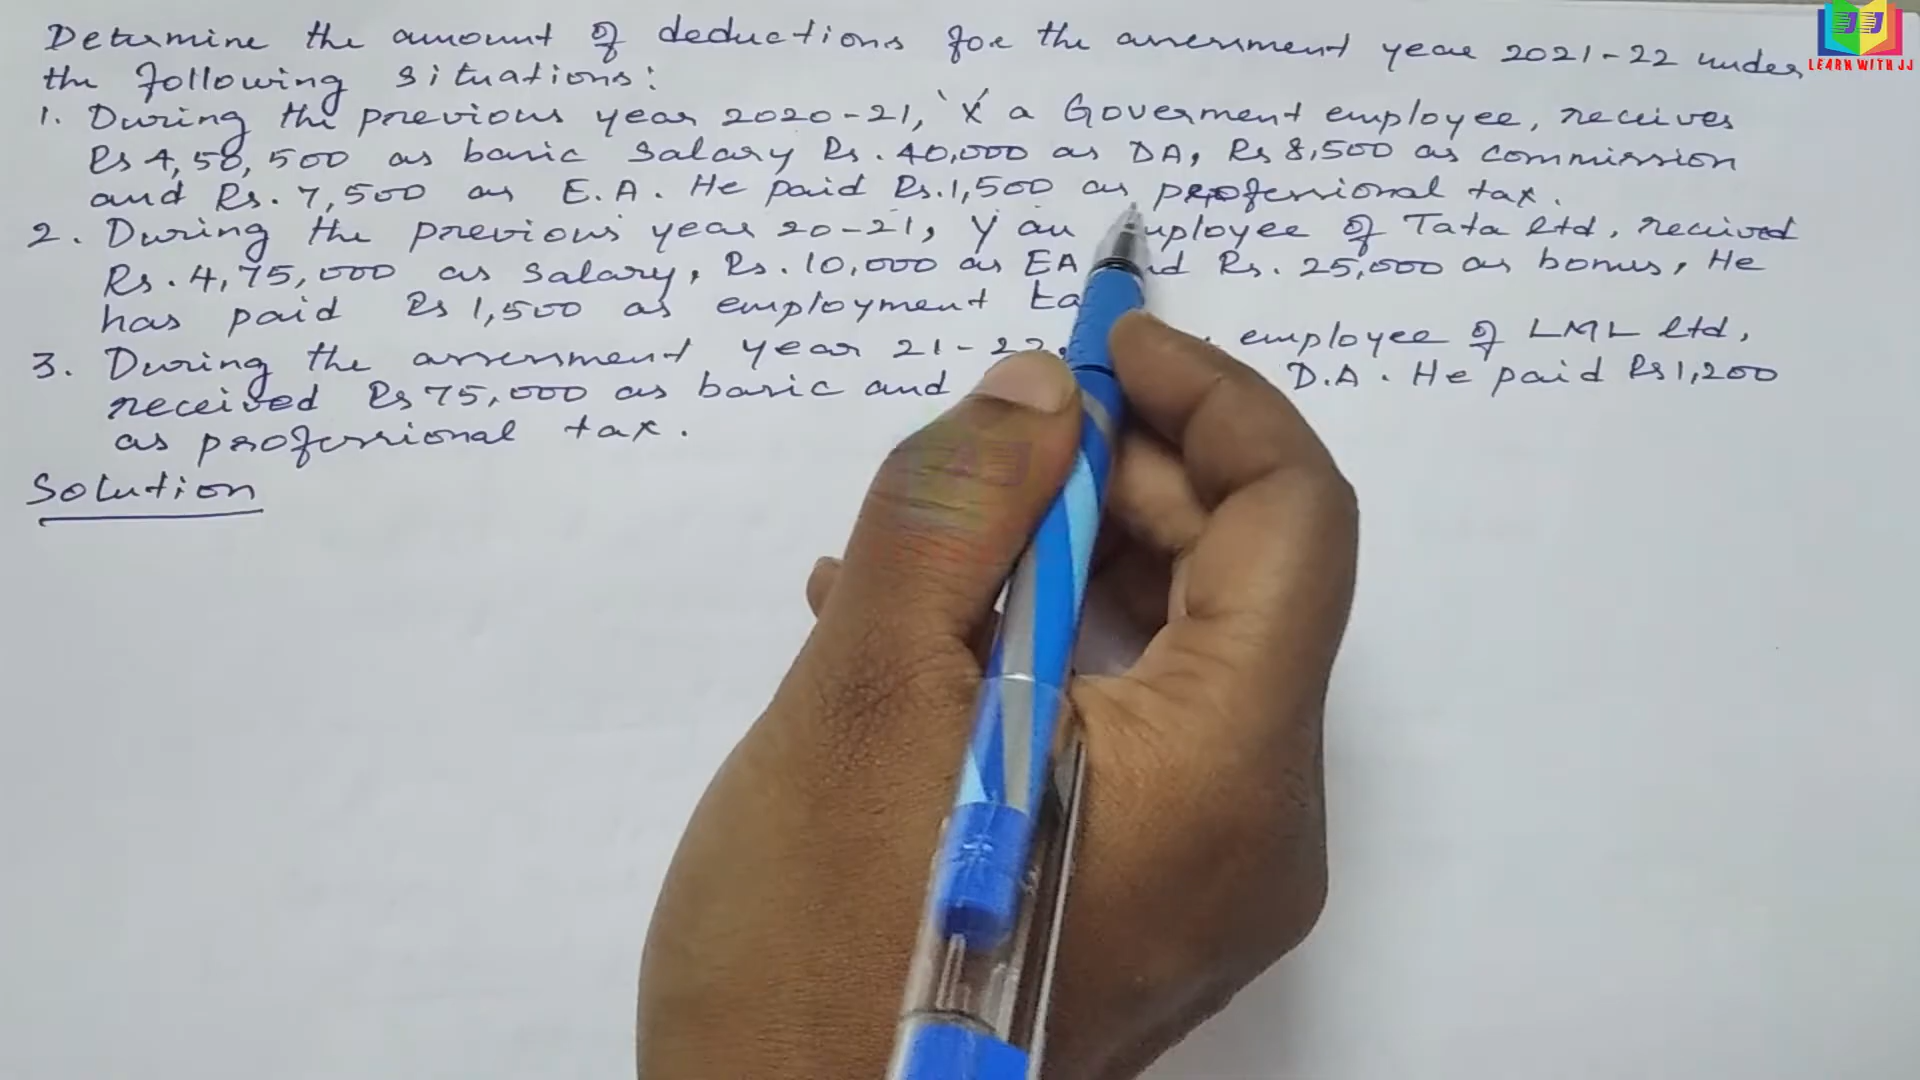 Determine the amount of deductions for the assessment year 2021-22 under
the following situations:
1. During the previous year 2020-21, 'X' a Goverment employee, receives
Rs 4,50,500 as basic salary Rs. 40,000 as DA, Rs 8,500 as commission
and Rs. 7,500 as E.A. He paid Rs.1,500 as professional tax.
2. During the previous year 20-21, Y an employee of Tata ltd, received
Rs. 4,75,000 as salary, Rs. 10,000 as EA Rs. 25,000 as bonus, He
has paid Rs 1,500 as employment
3. During the assessment year 21-22, employee of LML ltd,
received Rs 75,000 as basic and D.A. He paid Rs 1,200
as professional tax.
Solution
LEARN WITH JJ